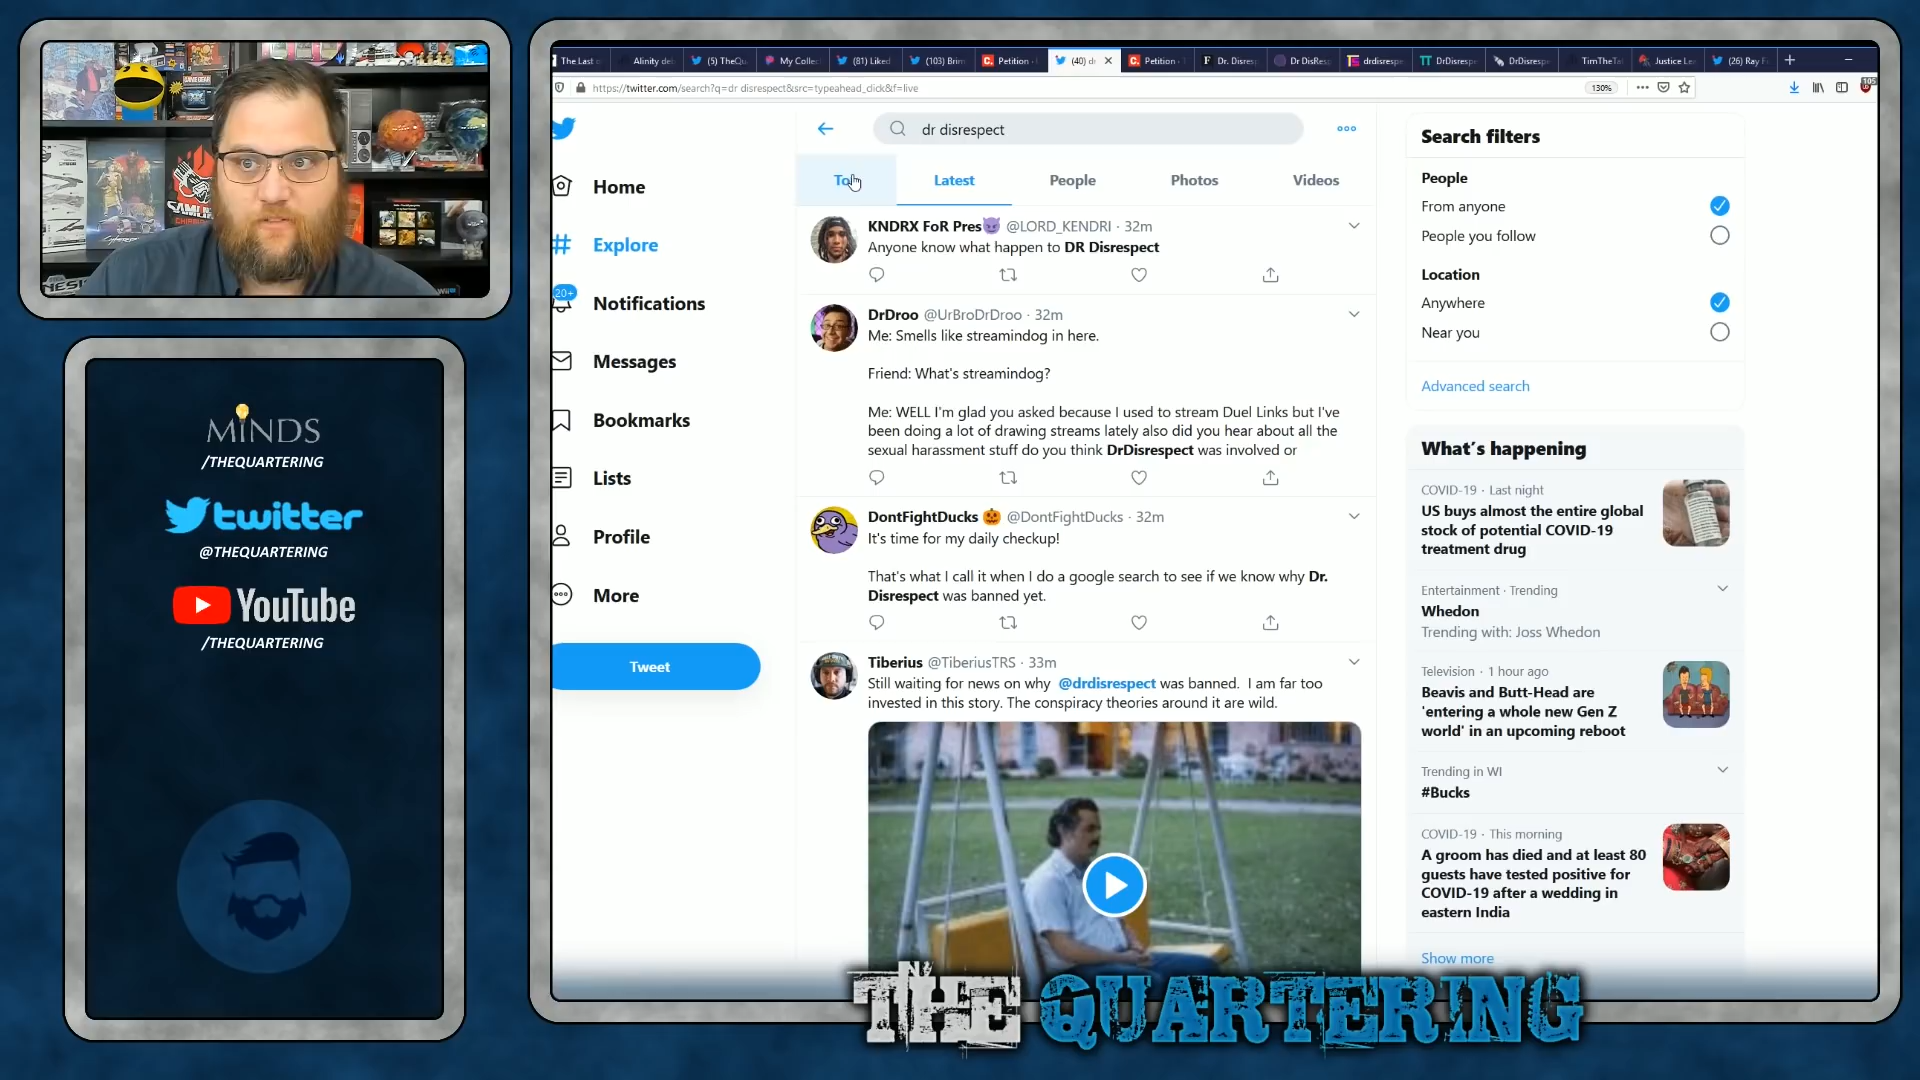 MINDS
/THEQUARTERING
twitter
@THEQUARTERING
YouTube
/THEQUARTERING
The Last o
Alinity de
(5) TheQu
My Collec
(81) Liked
(103) Brim
Petition ·
(40) dr
Petition ·
Dr. Disres
Dr DisRes
drdisrespe
DrDisresp
DrDisresp
TimTheTa
Justice Le
(26) Ray F
https://twitter.com/search?q=dr disrespect&src=typeahead_click&f=live
130%
105
dr disrespect
To
Latest
People
Photos
Videos
Home
Explore
20+
Notifications
Messages
Bookmarks
Lists
Profile
More
Tweet
KNDRX FoR Pres😈 @LORD_KENDRI · 32m
Anyone know what happen to DR Disrespect
DrDroo @UrBroDrDroo · 32m
Me: Smells like streamindog in here.
Friend: What's streamindog?
Me: WELL I'm glad you asked because I used to stream Duel Links but I've
been doing a lot of drawing streams lately also did you hear about all the
sexual harassment stuff do you think DrDisrespect was involved or
DontFightDucks 🎃 @DontFightDucks · 32m
It's time for my daily checkup!
That's what I call it when I do a google search to see if we know why Dr.
Disrespect was banned yet.
Tiberius @TiberiusTRS · 33m
Still waiting for news on why @drdisrespect was banned. I am far too
invested in this story. The conspiracy theories around it are wild.
Search filters
People
From anyone
People you follow
Location
Anywhere
Near you
Advanced search
What's happening
COVID-19 · Last night
US buys almost the entire global
stock of potential COVID-19
treatment drug
Entertainment · Trending
Whedon
Trending with: Joss Whedon
Television · 1 hour ago
Beavis and Butt-Head are
'entering a whole new Gen Z
world' in an upcoming reboot
Trending in WI
#Bucks
COVID-19 · This morning
A groom has died and at least 80
guests have tested positive for
COVID-19 after a wedding in
eastern India
Show more
THE QUARTERING